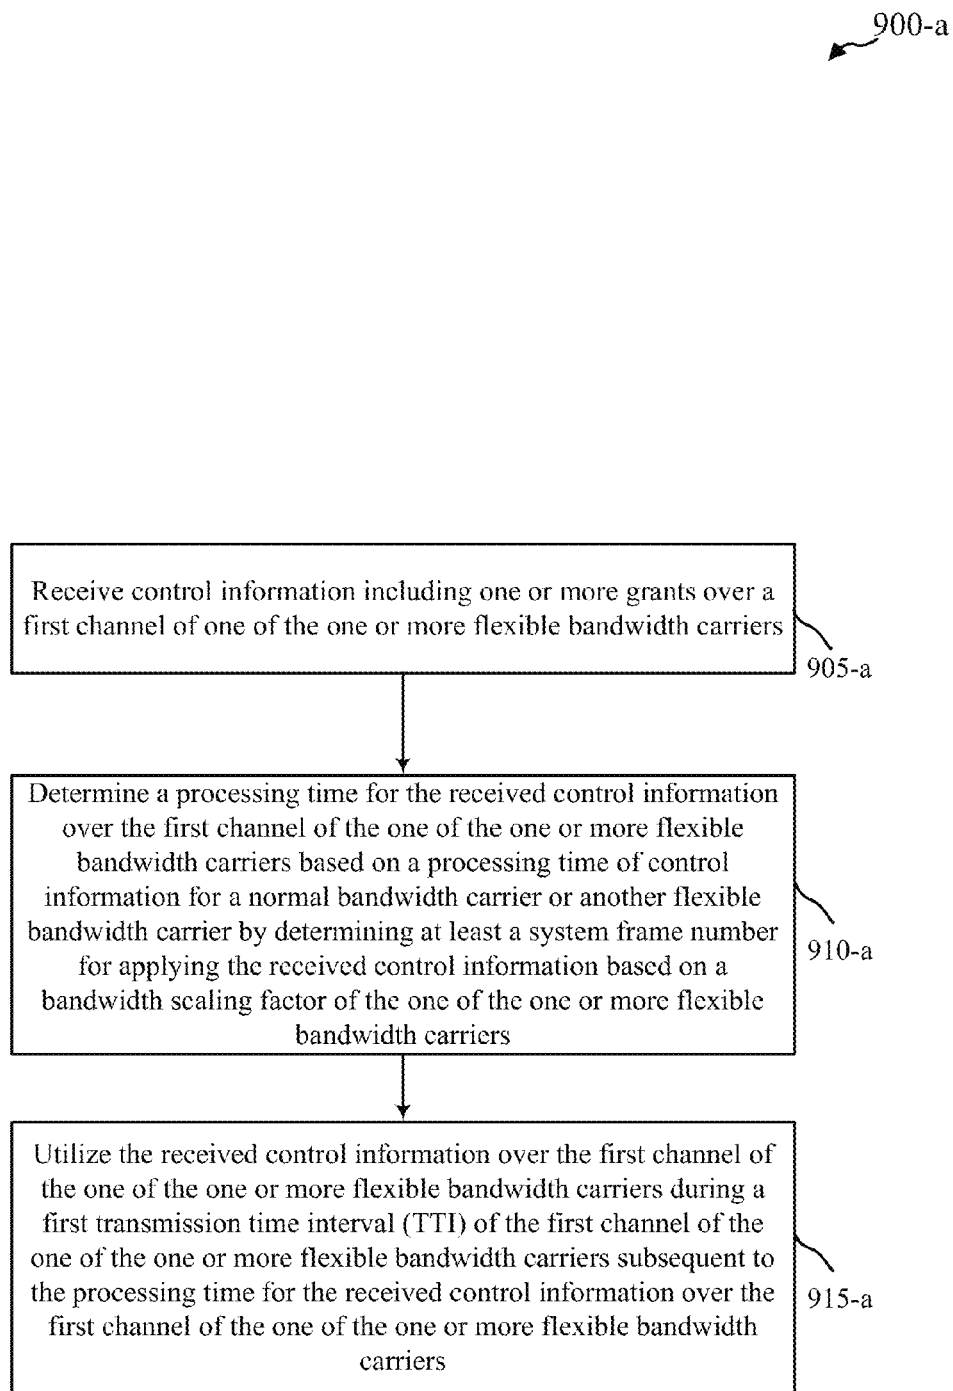 900-a
Receive control information including one or more grants over a
first channel of one of the one or more flexible bandwidth carriers
905-a
Determine a processing time for the received control information
over the first channel of the one of the one or more flexible
bandwidth carriers based on a processing time of control
information for a normal bandwidth carrier or another flexible
bandwidth carrier by determining at least a system frame number
for applying the received control information based on a
bandwidth scaling factor of the one of the one or more flexible
bandwidth carriers
910-a
Utilize the received control information over the first channel of
the one of the one or more flexible bandwidth carriers during a
first transmission time interval (TTI) of the first channel of the
one of the one or more flexible bandwidth carriers subsequent to
the processing time for the received control information over the
first channel of the one of the one or more flexible bandwidth
carriers
915-a